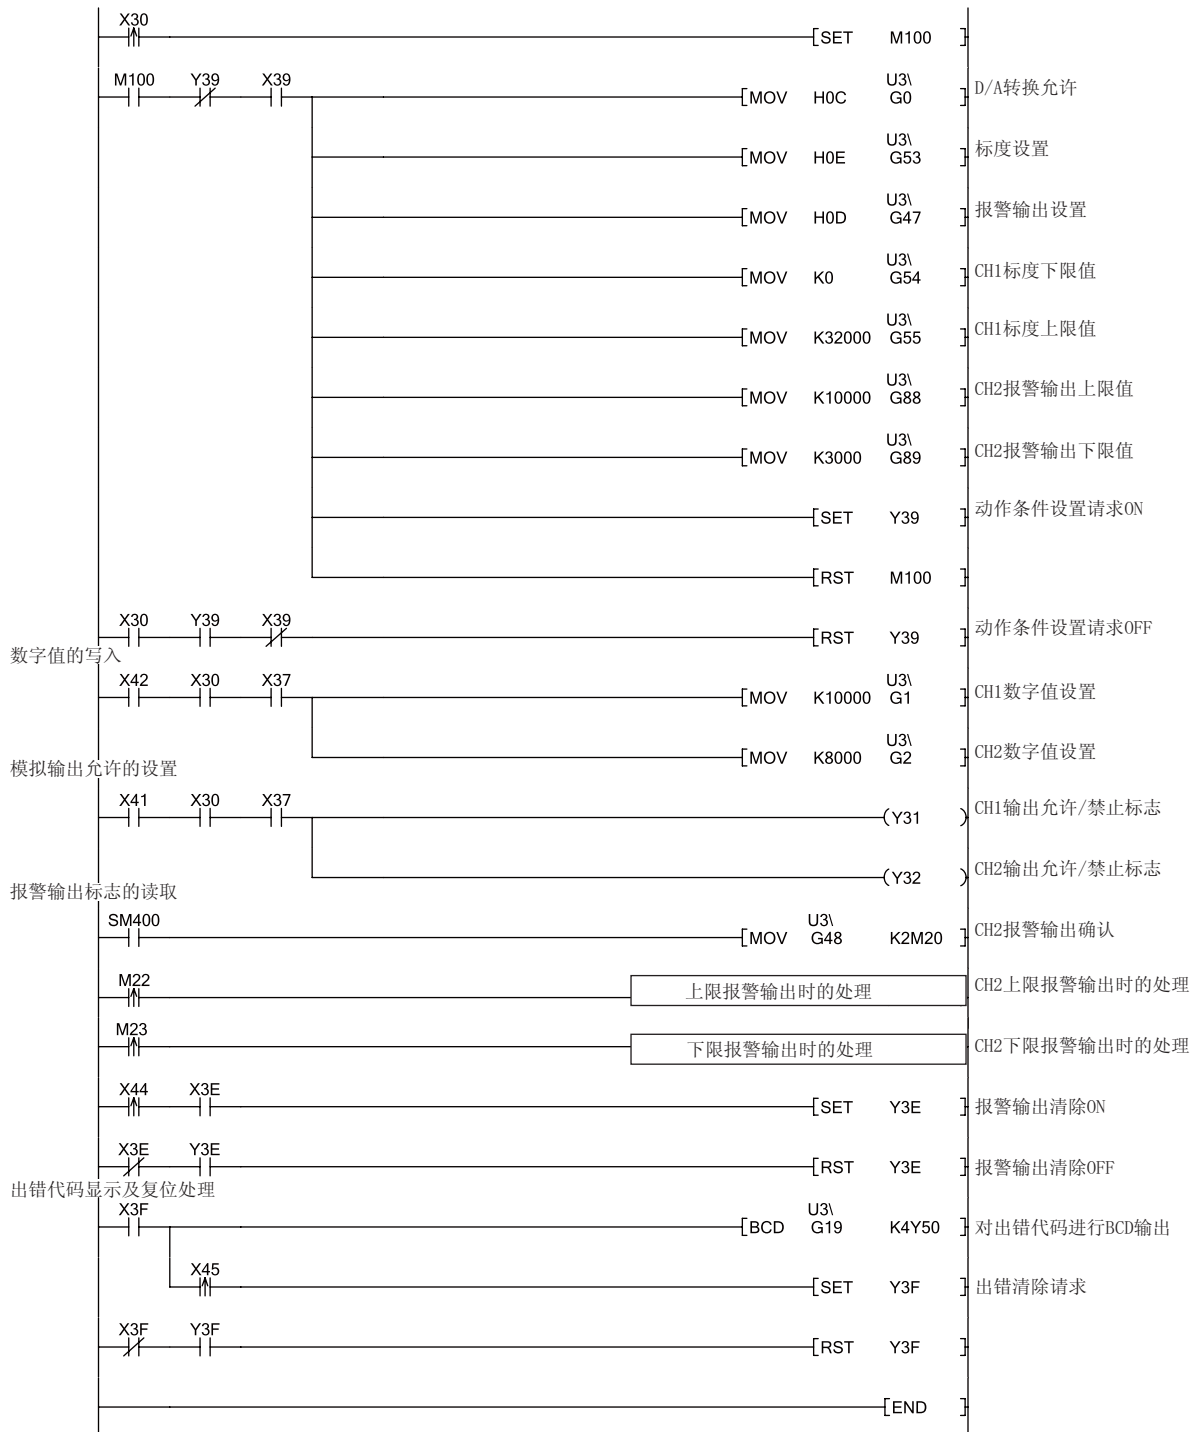 X30
[SET M100 ]
M100 Y39 X39
[MOV H0C U3\ G0 ] D/A转换允许
[MOV H0E U3\ G53 ] 标度设置
[MOV H0D U3\ G47 ] 报警输出设置
[MOV K0 U3\ G54 ] CH1标度下限值
[MOV K32000 U3\ G55 ] CH1标度上限值
[MOV K10000 U3\ G88 ] CH2报警输出上限值
[MOV K3000 U3\ G89 ] CH2报警输出下限值
[SET Y39 ] 动作条件设置请求ON
[RST M100 ]
X30 Y39 X39
[RST Y39 ] 动作条件设置请求OFF
数字值的写入
X42 X30 X37
[MOV K10000 U3\ G1 ] CH1数字值设置
[MOV K8000 U3\ G2 ] CH2数字值设置
模拟输出允许的设置
X41 X30 X37
(Y31 ) CH1输出允许/禁止标志
(Y32 ) CH2输出允许/禁止标志
报警输出标志的读取
SM400
[MOV U3\ G48 K2M20 ] CH2报警输出确认
M22
上限报警输出时的处理 CH2上限报警输出时的处理
M23
下限报警输出时的处理 CH2下限报警输出时的处理
X44 X3E
[SET Y3E ] 报警输出清除ON
X3E Y3E
[RST Y3E ] 报警输出清除OFF
出错代码显示及复位处理
X3F
[BCD U3\ G19 K4Y50 ] 对出错代码进行BCD输出
X45
[SET Y3F ] 出错清除请求
X3F Y3F
[RST Y3F ]
[END ]